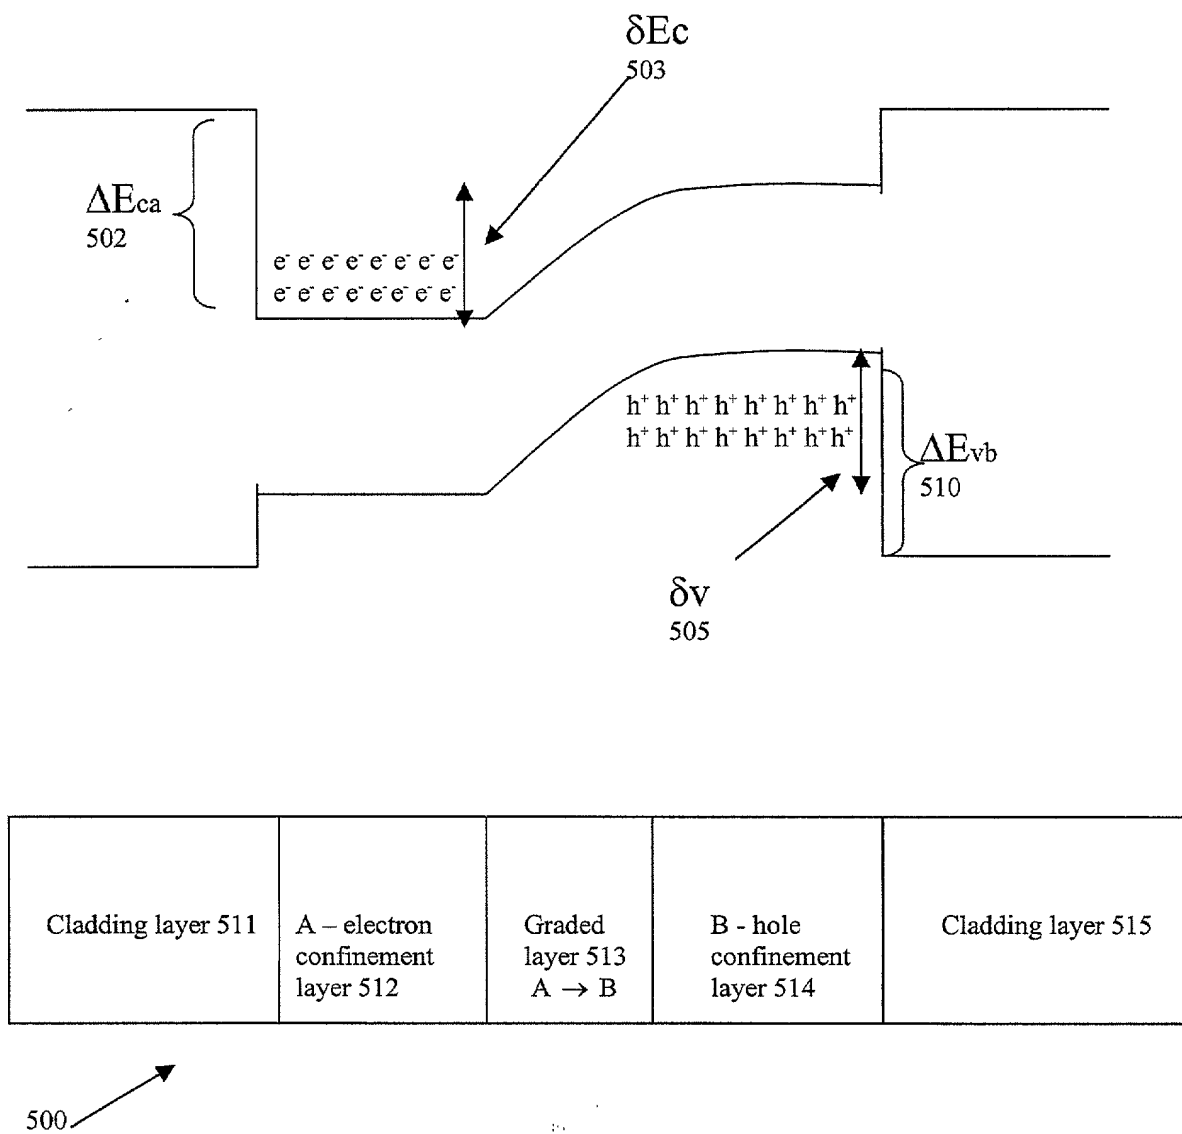 δEc
503
ΔEca
502
e⁻ e⁻ e⁻ e⁻ e⁻ e⁻ e⁻ e⁻
e⁻ e⁻ e⁻ e⁻ e⁻ e⁻ e⁻ e⁻
h⁺ h⁺ h⁺ h⁺ h⁺ h⁺ h⁺ h⁺
h⁺ h⁺ h⁺ h⁺ h⁺ h⁺ h⁺ h⁺
ΔEvb
510
δv
505
Cladding layer 511
A – electron
confinement
layer 512
Graded
layer 513
A → B
B - hole
confinement
layer 514
Cladding layer 515
500